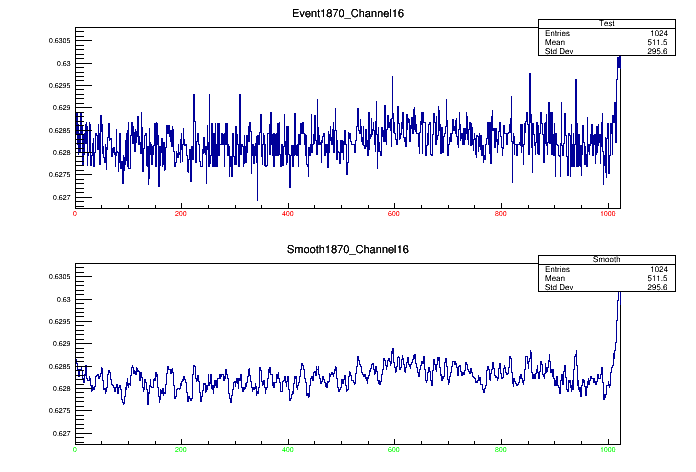 Event1870_Channel16
Test
Entries 1024
Mean 511.5
Std Dev 295.6
0.6305
0.63
0.6295
0.629
0.6285
0.628
0.6275
0.627
0 200 400 600 800 1000
Smooth1870_Channel16
Smooth
Entries 1024
Mean 511.5
Std Dev 295.6
0.6305
0.63
0.6295
0.629
0.6285
0.628
0.6275
0.627
0 200 400 600 800 1000